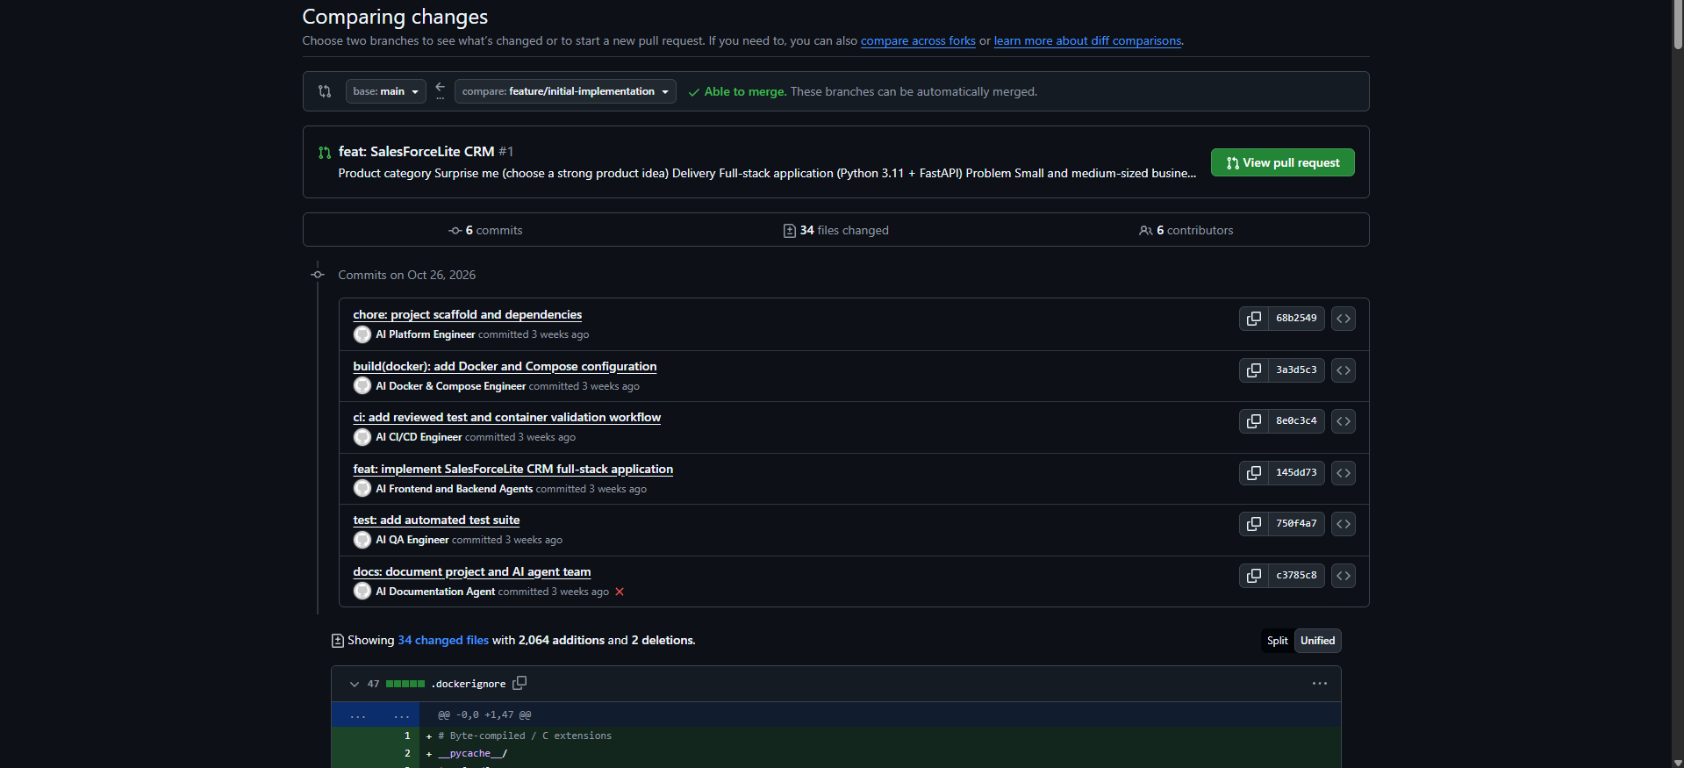 Comparing changes
Choose two branches to see what's changed or to start a new pull request. If you need to, you can also compare across forks or learn more about diff comparisons.
base: main
compare: feature/initial-implementation
Able to merge. These branches can be automatically merged.
feat: SalesForceLite CRM #1
Product category Surprise me (choose a strong product idea) Delivery Full-stack application (Python 3.11 + FastAPI) Problem Small and medium-sized busine...
View pull request
6 commits
34 files changed
6 contributors
Commits on Oct 26, 2026
chore: project scaffold and dependencies
AI Platform Engineer committed 3 weeks ago
68b2549
build(docker): add Docker and Compose configuration
AI Docker & Compose Engineer committed 3 weeks ago
3a3d5c3
ci: add reviewed test and container validation workflow
AI CI/CD Engineer committed 3 weeks ago
8e0c3c4
feat: implement SalesForceLite CRM full-stack application
AI Frontend and Backend Agents committed 3 weeks ago
145dd73
test: add automated test suite
AI QA Engineer committed 3 weeks ago
750f4a7
docs: document project and AI agent team
AI Documentation Agent committed 3 weeks ago
c3785c8
Showing 34 changed files with 2,064 additions and 2 deletions.
Split Unified
47 .dockerignore
... ... @@ -0,0 +1,47 @@
1 + # Byte-compiled / C extensions
2 + __pycache__/